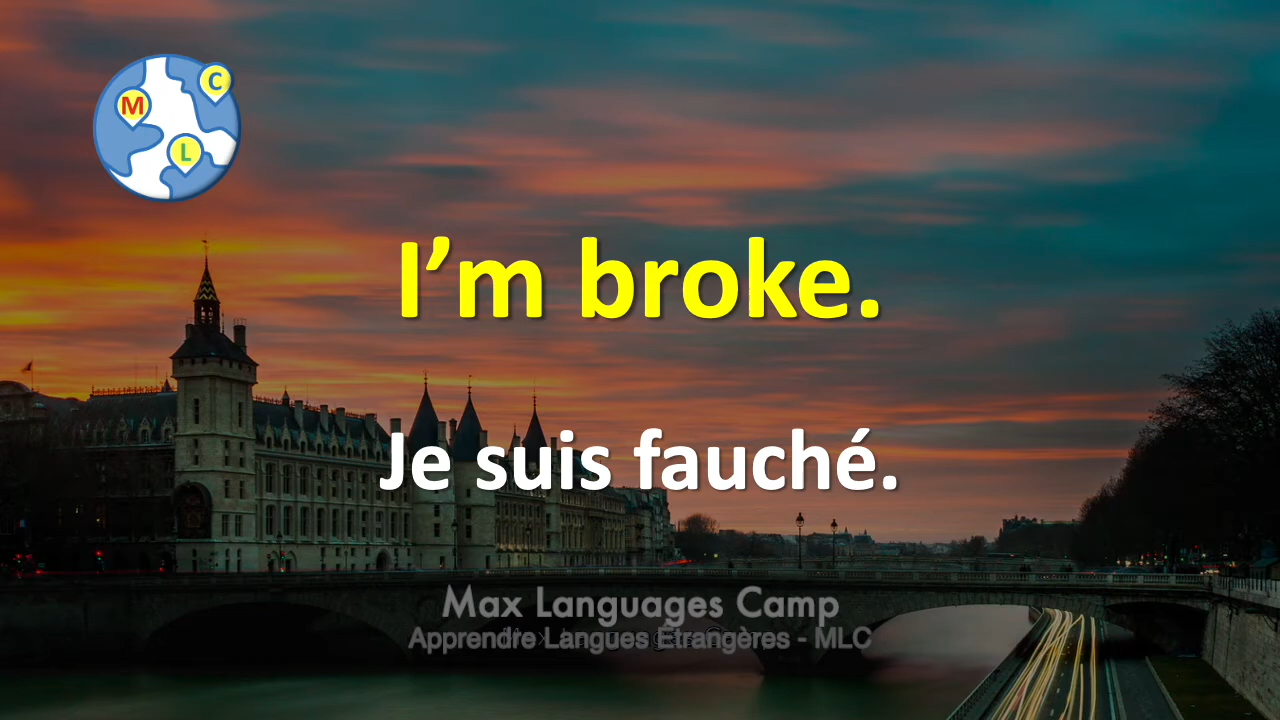 M
C
L
I’m broke.
Je suis fauché.
Max Languages Camp
Apprendre Langues Étrangères - MLC